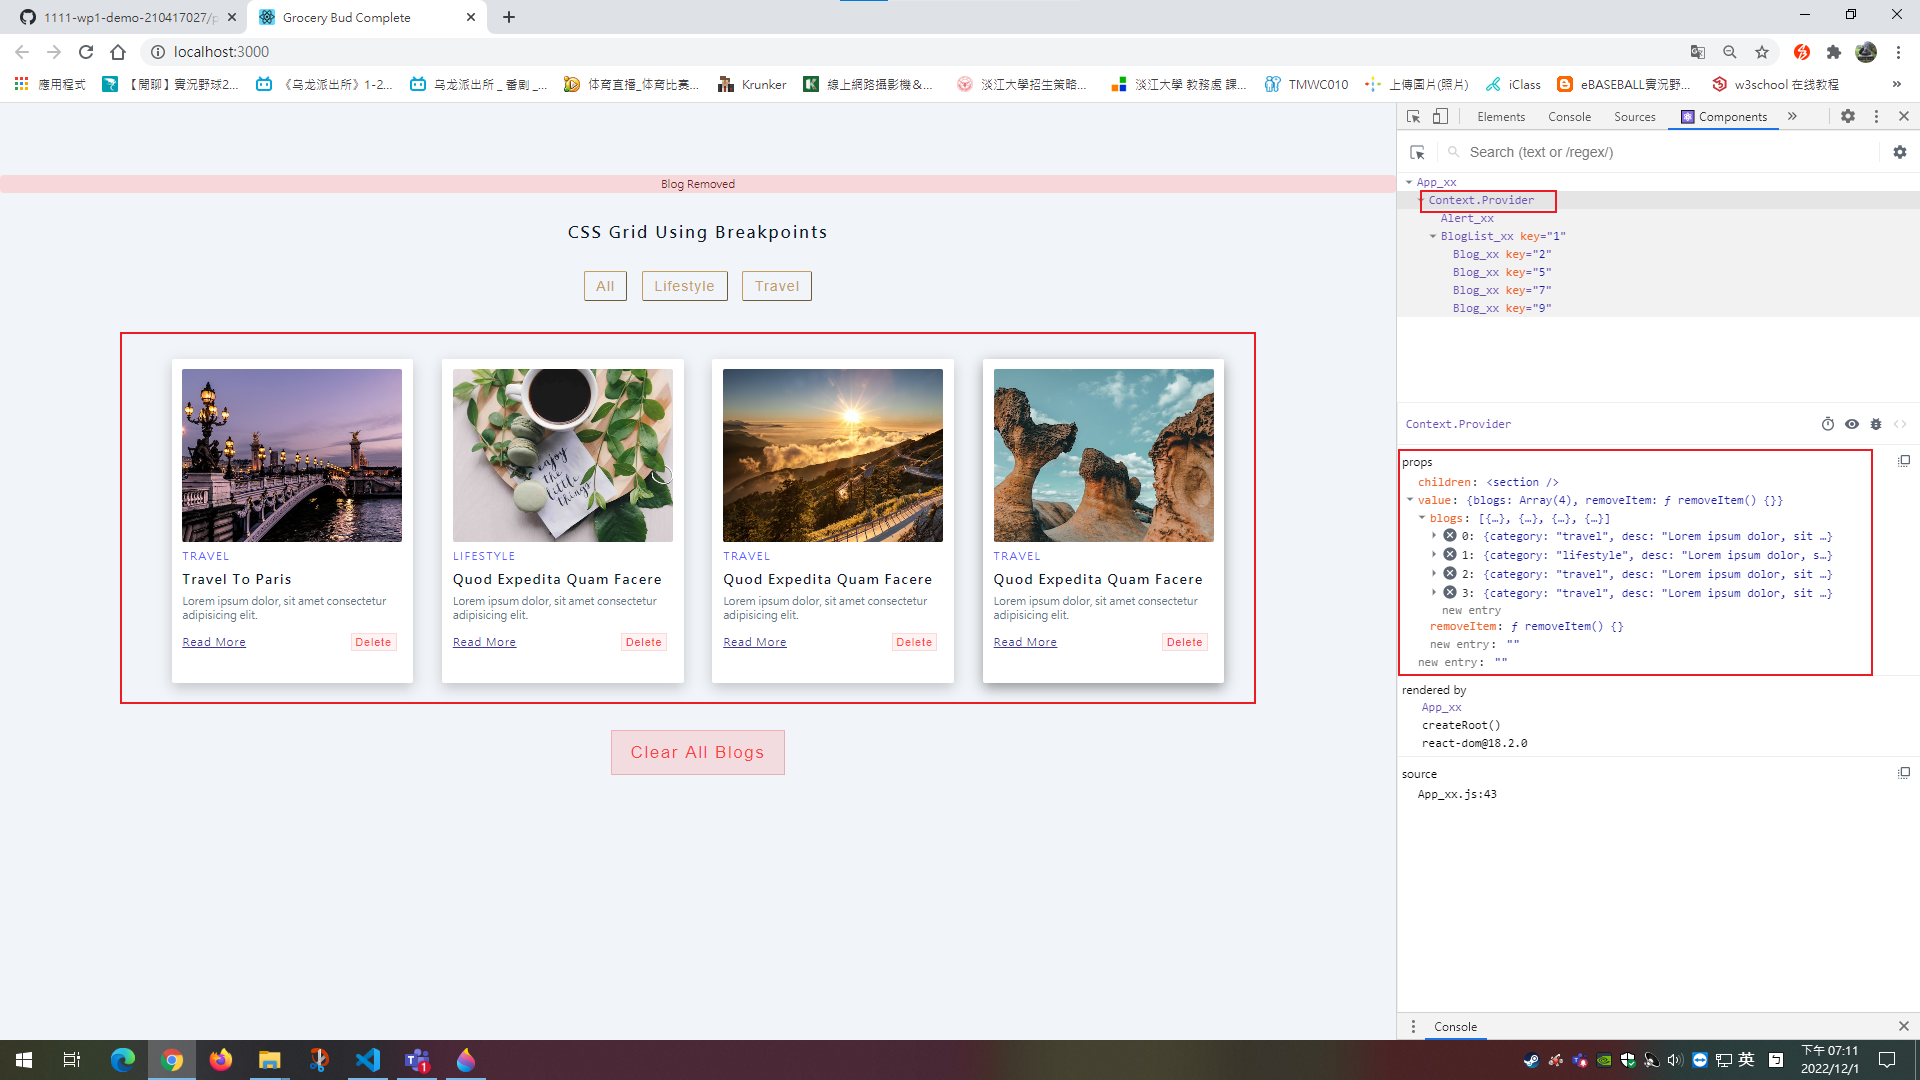 1111-wp1-demo-210417027/p
Grocery Bud Complete
localhost:3000
應用程式
【閒聊】實況野球2...
《乌龙派出所》1-2...
乌龙派出所 _ 番剧 _...
体育直播_体育比赛...
Krunker
線上網路攝影機&...
淡江大學招生策略...
淡江大學 教務處 課...
TMWC010
上傳圖片(照片)
iClass
eBASEBALL實況野...
w3school 在线教程
»
Blog Removed
CSS Grid Using Breakpoints
All
Lifestyle
Travel
enjoy
the
little
things
TRAVEL
Travel To Paris
Lorem ipsum dolor, sit amet consectetur
adipisicing elit.
Read More
Delete
LIFESTYLE
Quod Expedita Quam Facere
Lorem ipsum dolor, sit amet consectetur
adipisicing elit.
Read More
Delete
TRAVEL
Quod Expedita Quam Facere
Lorem ipsum dolor, sit amet consectetur
adipisicing elit.
Read More
Delete
TRAVEL
Quod Expedita Quam Facere
Lorem ipsum dolor, sit amet consectetur
adipisicing elit.
Read More
Delete
Clear All Blogs
Elements
Console
Sources
Components
»
Search (text or /regex/)
App_xx
Context.Provider
Alert_xx
BlogList_xx key="1"
Blog_xx key="2"
Blog_xx key="5"
Blog_xx key="7"
Blog_xx key="9"
Context.Provider
props
children: <section />
value: {blogs: Array(4), removeItem: ƒ removeItem() {}}
blogs: [{…}, {…}, {…}, {…}]
0: {category: "travel", desc: "Lorem ipsum dolor, sit …}
1: {category: "lifestyle", desc: "Lorem ipsum dolor, s…}
2: {category: "travel", desc: "Lorem ipsum dolor, sit …}
3: {category: "travel", desc: "Lorem ipsum dolor, sit …}
new entry
removeItem: ƒ removeItem() {}
new entry: ""
new entry: ""
rendered by
App_xx
createRoot()
react-dom@18.2.0
source
App_xx.js:43
Console
1
英
下午 07:11
2022/12/1